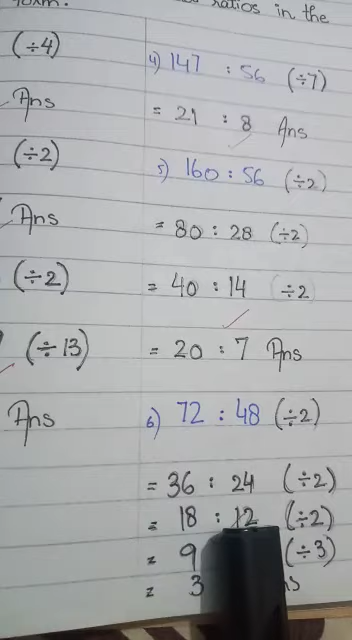 ratios in the
(÷4)
Ans
(÷2)
Ans
(÷2)
(÷13)
Ans
4) 147 : 56 (÷7)
= 21 : 8 Ans
5) 160 : 56 (÷2)
= 80 : 28 (÷2)
= 40 : 14 (÷2)
= 20 : 7 Ans
6) 72 : 48 (÷2)
= 36 : 24 (÷2)
= 18 : 12 (÷2)
= 9 (÷3)
= 3